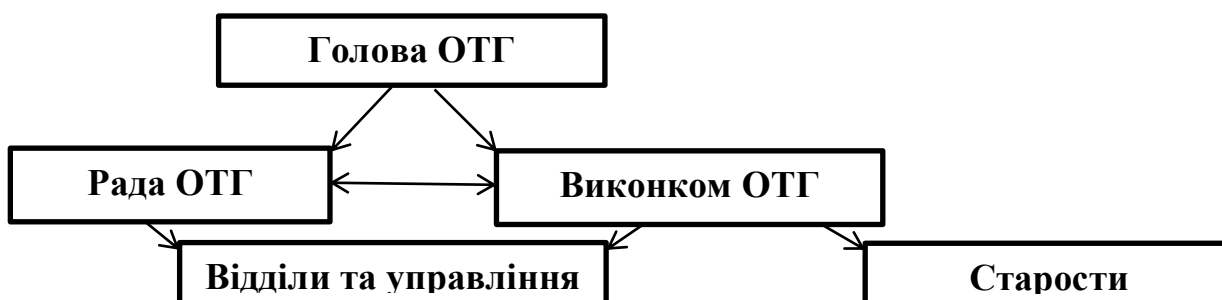 Голова ОТГ
Рада ОТГ
Виконком ОТГ
Відділи та управління
Старости